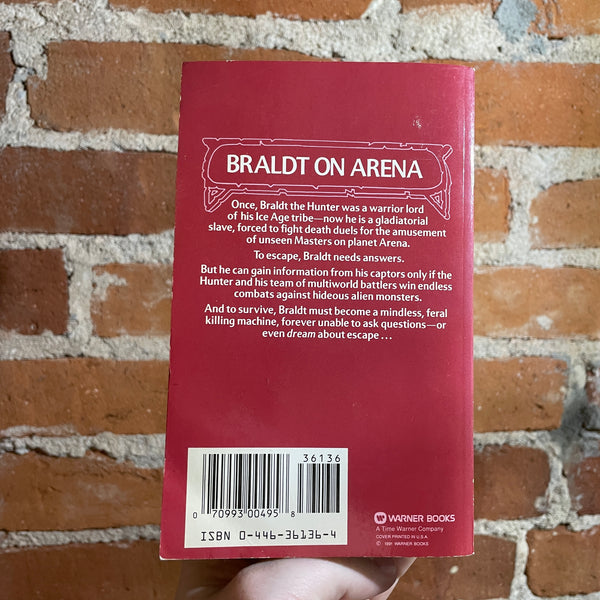 BRALDT ON ARENA
Once, Braldt the Hunter was a warrior lord
of his Ice Age tribe—now he is a gladiatorial
slave, forced to fight death duels for the amusement
of unseen Masters on planet Arena.
To escape, Braldt needs answers.
But he can gain information from his captors only if the
Hunter and his team of multiworld battlers win endless
combats against hideous alien monsters.
And to survive, Braldt must become a mindless, feral
killing machine, forever unable to ask questions—or
even dream about escape . . .
36136
0 70993 00495 8
ISBN 0-446-36136-4
WARNER BOOKS
A Time Warner Company
COVER PRINTED IN U.S.A.
© 1991 WARNER BOOKS